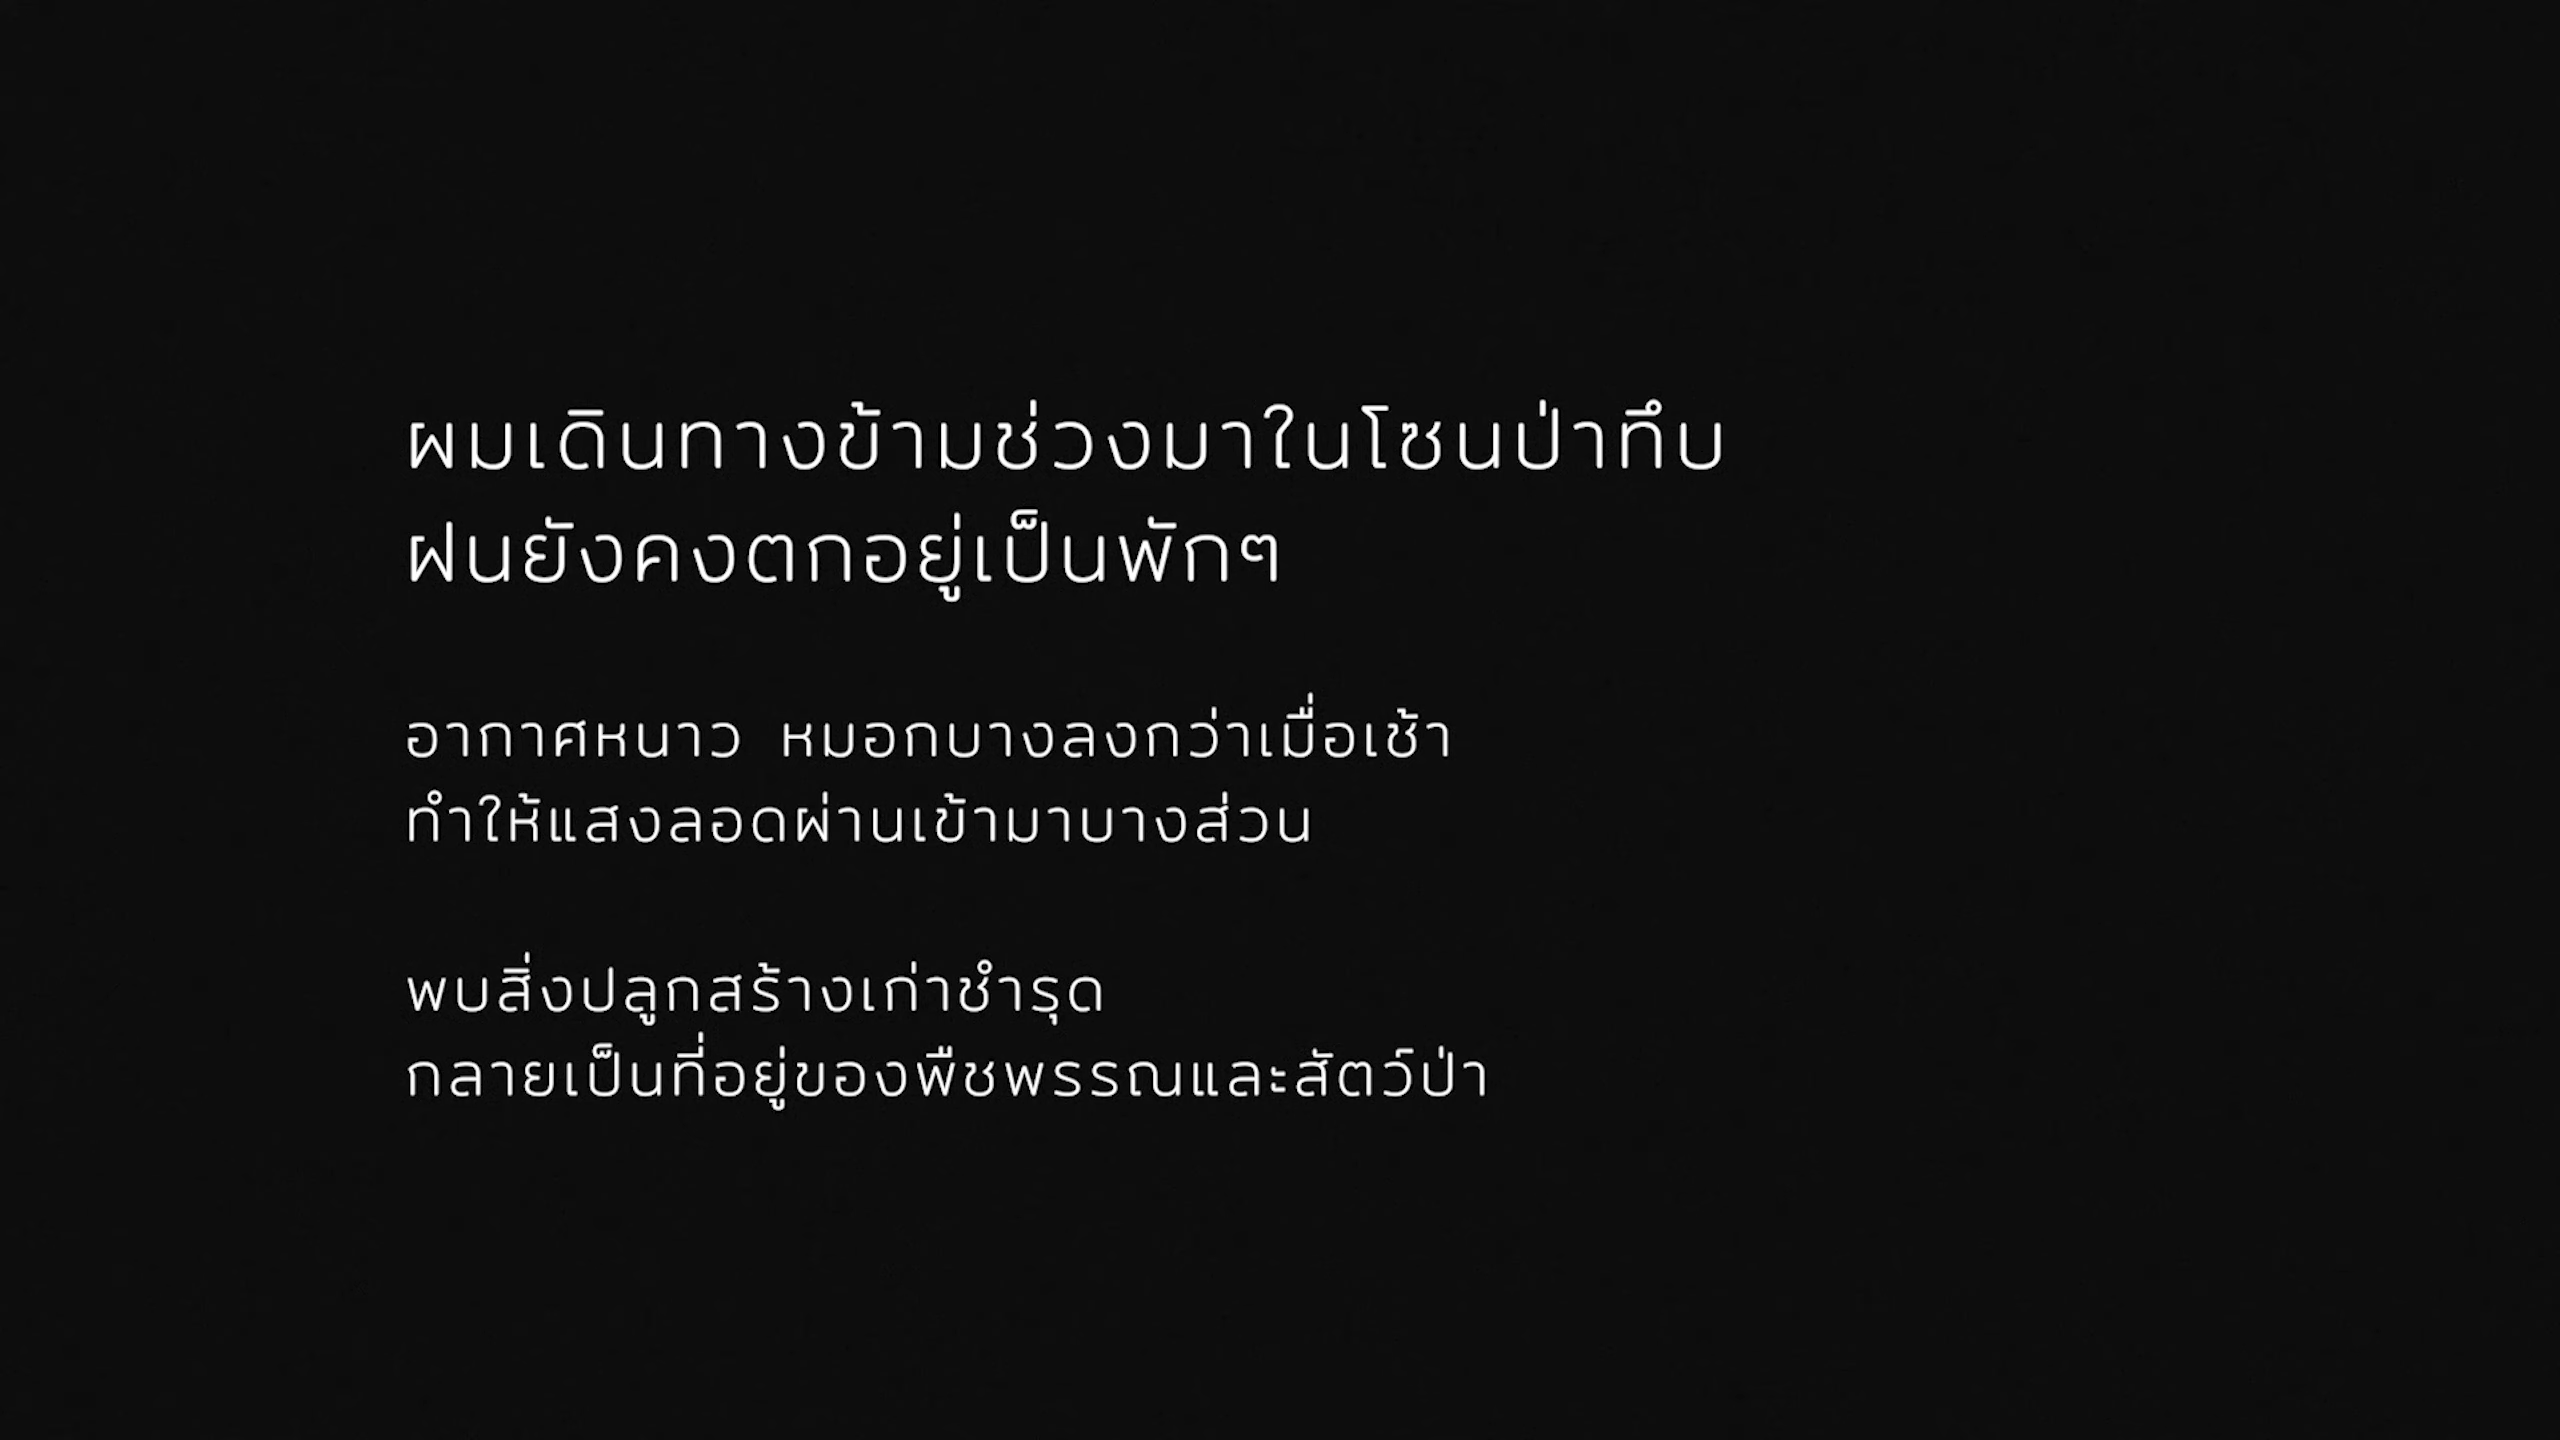 ผมเดินทางข้ามช่วงมาในโซนป่าทึบ
ฝนยังคงตกอยู่เป็นพักๆ
อากาศหนาว หมอกบางลงกว่าเมื่อเช้า
ทำให้แสงลอดผ่านเข้ามาบางส่วน
พบสิ่งปลูกสร้างเก่าชำรุด
กลายเป็นที่อยู่ของพืชพรรณและสัตว์ป่า